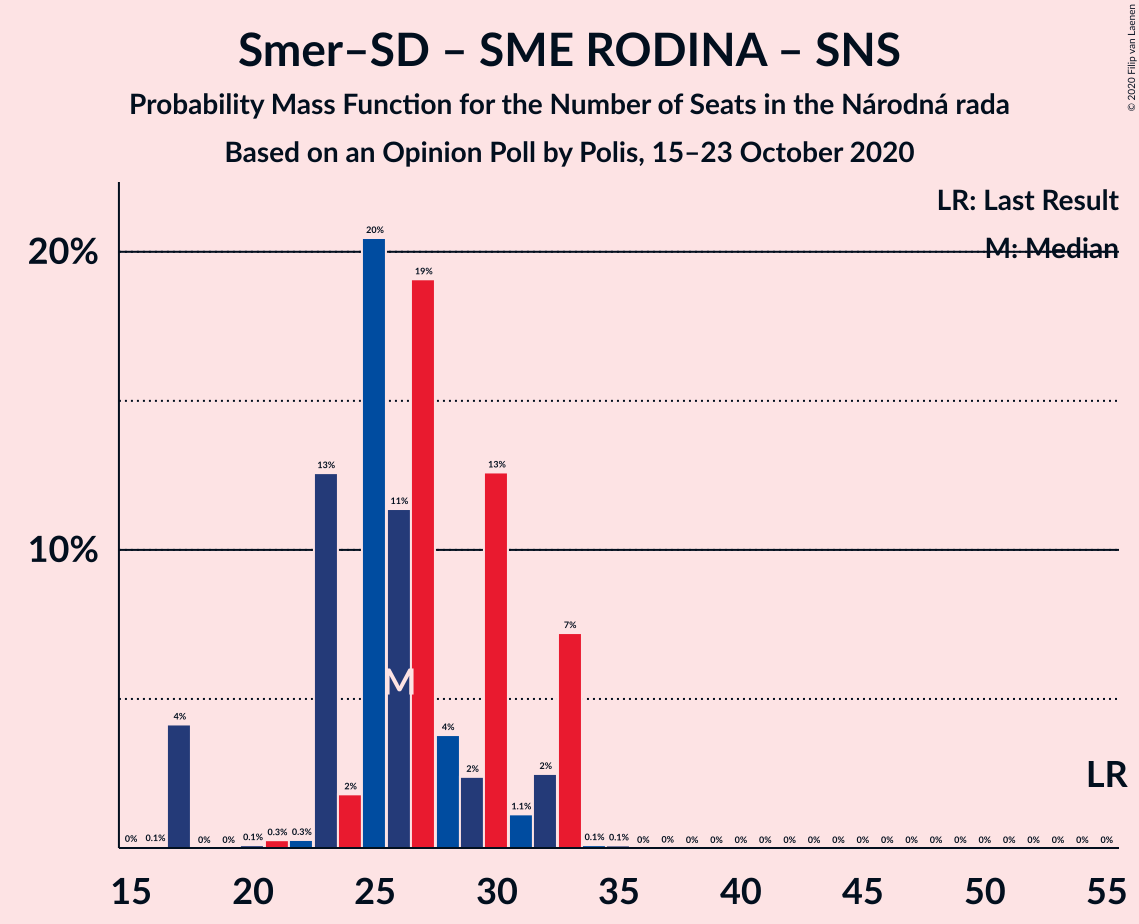 Smer–SD – SME RODINA – SNS
Probability Mass Function for the Number of Seats in the Národná rada
Based on an Opinion Poll by Polis, 15–23 October 2020
© 2020 Filip van Laenen
LR: Last Result
M: Median
20%
10%
0% 0.1% 4% 0% 0% 0.1% 0.3% 0.3% 13% 2% 20% 11% 19% 4% 2% 13% 1.1% 2% 7% 0.1% 0.1% 0% 0% 0% 0% 0% 0% 0% 0% 0% 0% 0% 0% 0% 0% 0% 0% 0% 0% 0% 0%
M
LR
15 20 25 30 35 40 45 50 55